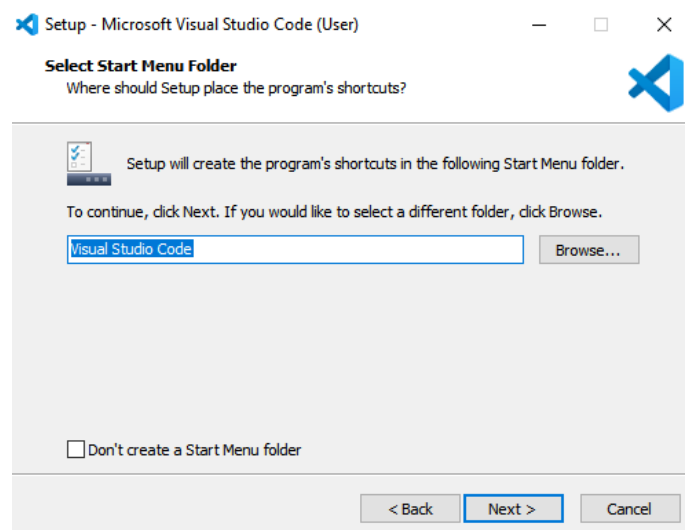 Setup - Microsoft Visual Studio Code (User)
Select Start Menu Folder
Where should Setup place the program's shortcuts?
Setup will create the program's shortcuts in the following Start Menu folder.
To continue, click Next. If you would like to select a different folder, click Browse.
Visual Studio Code
Browse...
Don't create a Start Menu folder
< Back
Next >
Cancel